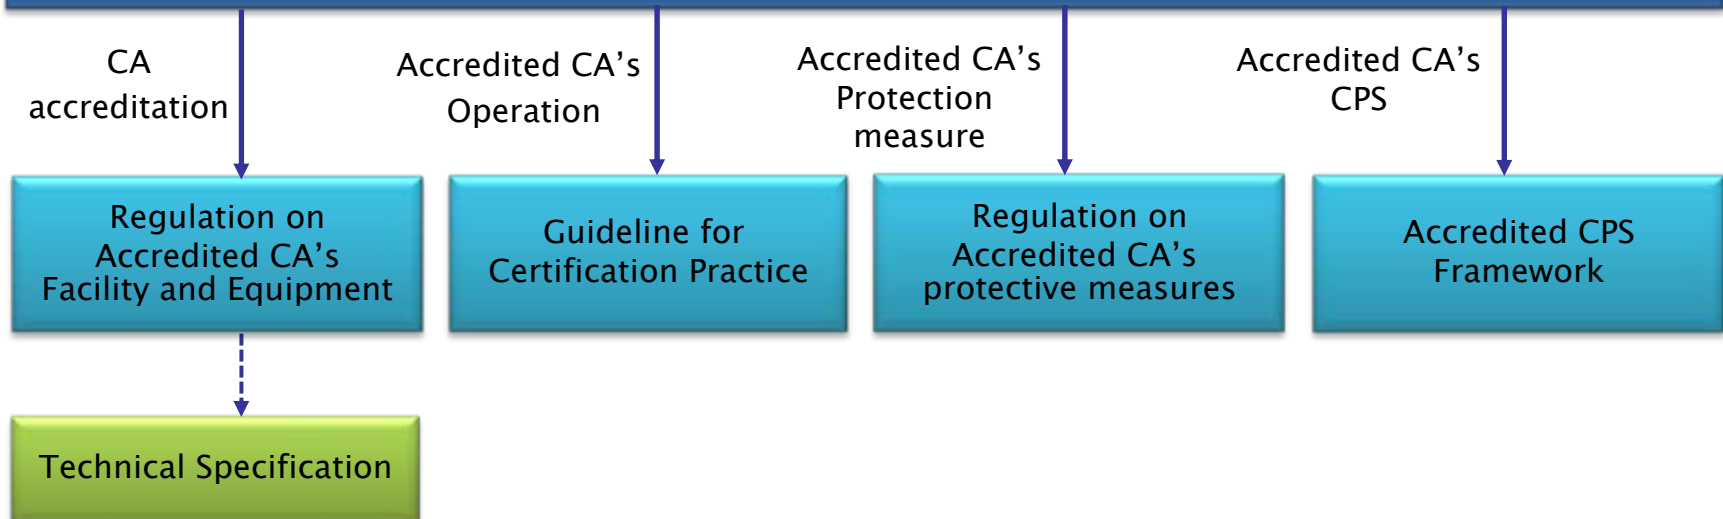 CA
accreditation
Accredited CA's
Operation
Accredited CA's
Protection
measure
Accredited CA's
CPS
Regulation on
Accredited CA's
Facility and Equipment
Guideline for
Certification Practice
Regulation on
Accredited CA's
protective measures
Accredited CPS
Framework
Technical Specification